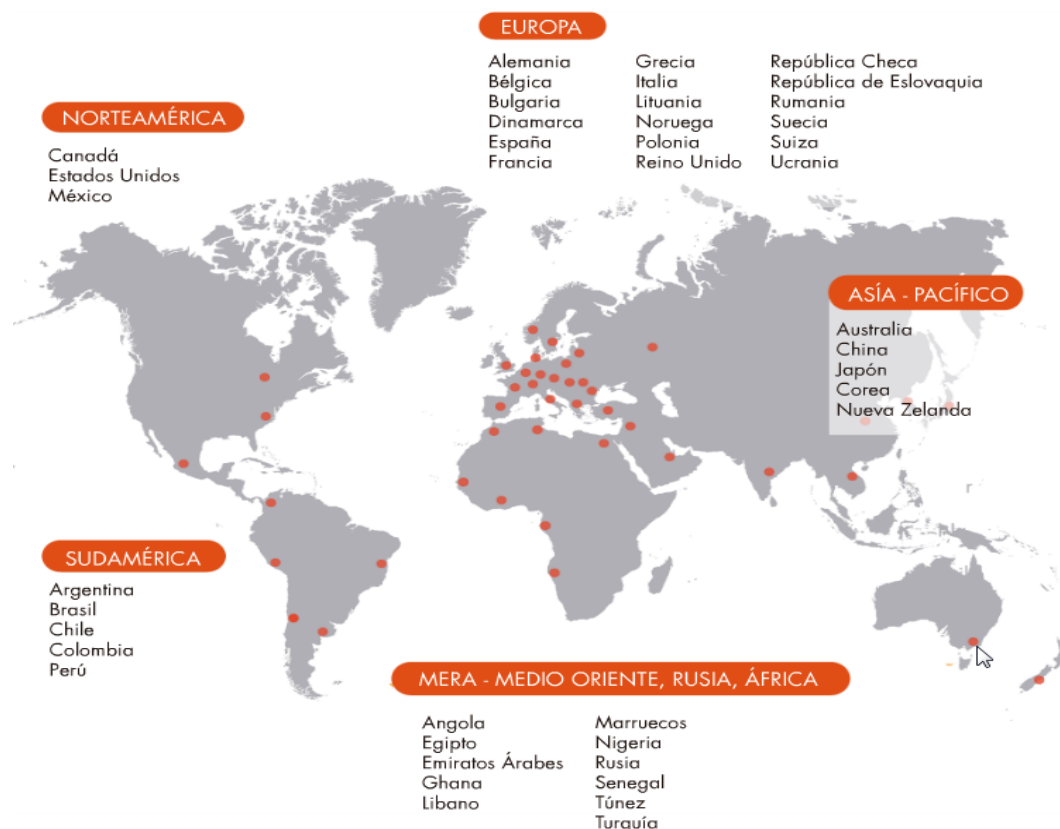 EUROPA
Alemania
Bélgica
Bulgaria
Dinamarca
España
Francia
Grecia
Italia
Lituania
Noruega
Polonia
Reino Unido
República Checa
República de Eslovaquia
Rumania
Suecia
Suiza
Ucrania
NORTEAMÉRICA
Canadá
Estados Unidos
México
ASÍA - PACÍFICO
Australia
China
Japón
Corea
Nueva Zelanda
SUDAMÉRICA
Argentina
Brasil
Chile
Colombia
Perú
MERA - MEDIO ORIENTE, RUSIA, ÁFRICA
Angola
Egipto
Emiratos Árabes
Ghana
Libano
Marruecos
Nigeria
Rusia
Senegal
Túnez
Turquía